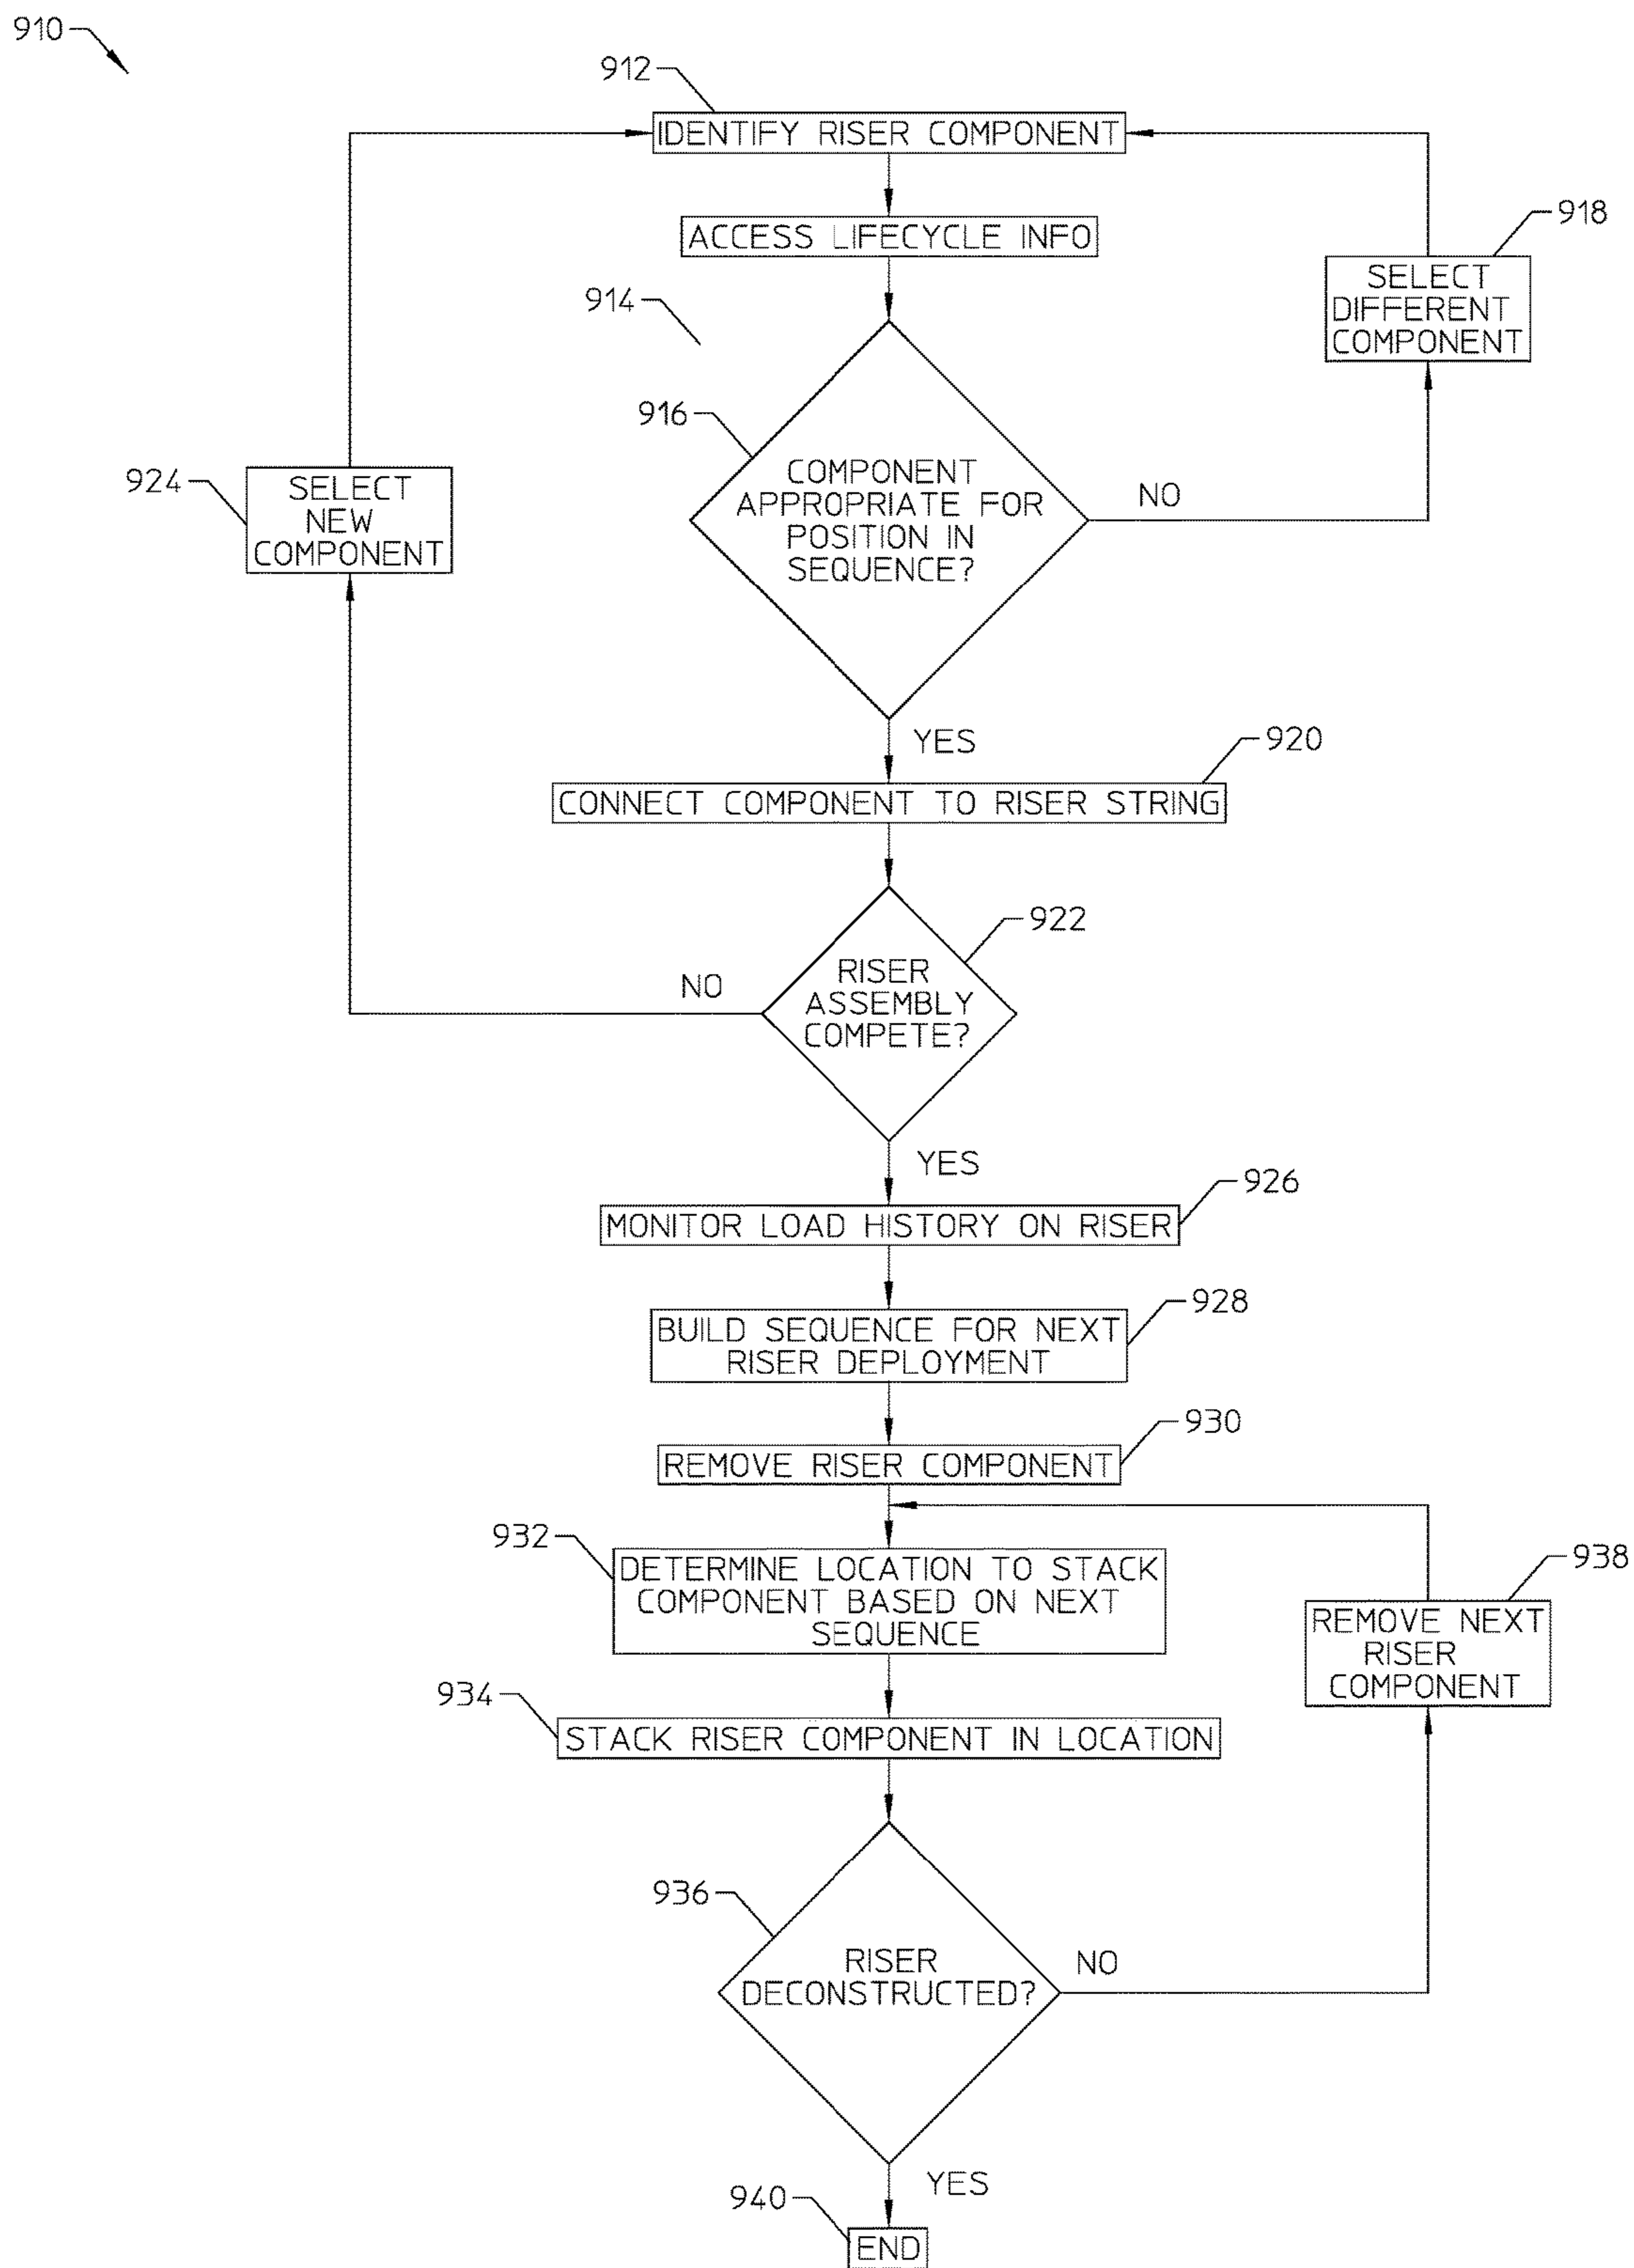 910
912
IDENTIFY RISER COMPONENT
ACCESS LIFECYCLE INFO
918
SELECT
DIFFERENT
COMPONENT
914
916
COMPONENT
APPROPRIATE FOR
POSITION IN
SEQUENCE?
NO
924
SELECT
NEW
COMPONENT
YES
920
CONNECT COMPONENT TO RISER STRING
922
RISER
ASSEMBLY
COMPETE?
NO
YES
926
MONITOR LOAD HISTORY ON RISER
928
BUILD SEQUENCE FOR NEXT
RISER DEPLOYMENT
930
REMOVE RISER COMPONENT
932
DETERMINE LOCATION TO STACK
COMPONENT BASED ON NEXT
SEQUENCE
938
REMOVE NEXT
RISER
COMPONENT
934
STACK RISER COMPONENT IN LOCATION
936
RISER
DECONSTRUCTED?
NO
YES
940
END